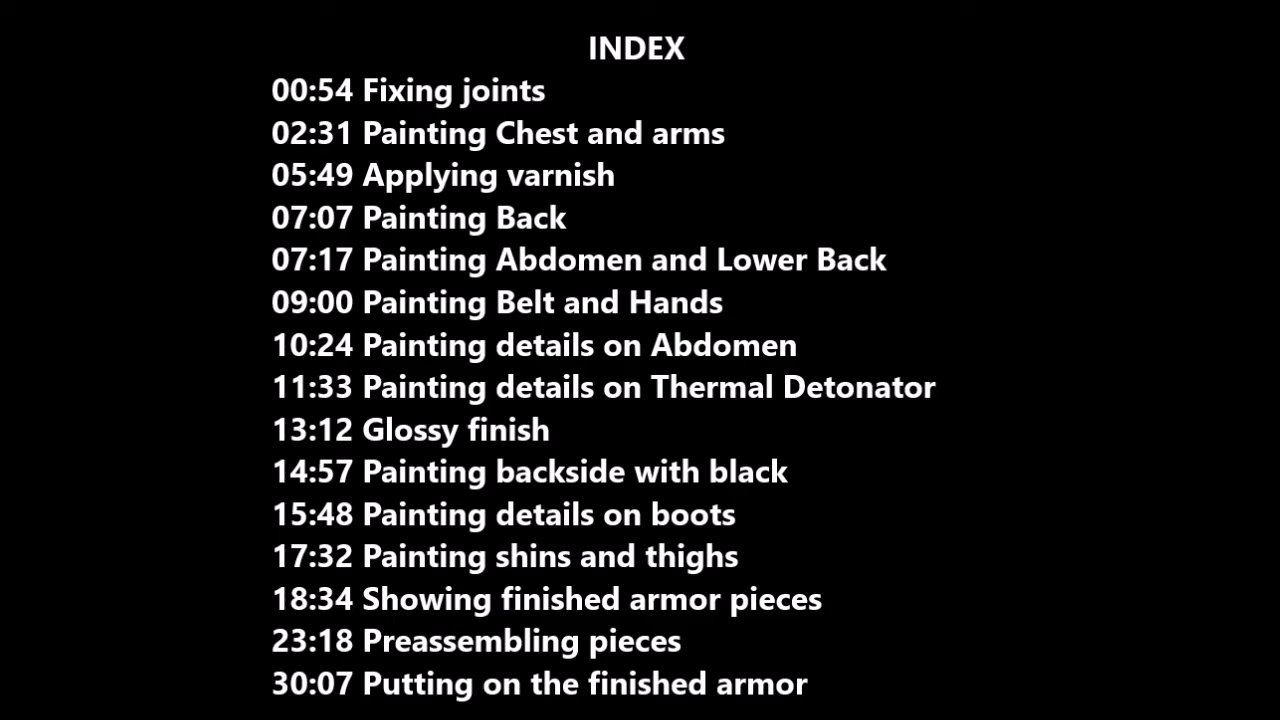 INDEX
00:54 Fixing joints
02:31 Painting Chest and arms
05:49 Applying varnish
07:07 Painting Back
07:17 Painting Abdomen and Lower Back
09:00 Painting Belt and Hands
10:24 Painting details on Abdomen
11:33 Painting details on Thermal Detonator
13:12 Glossy finish
14:57 Painting backside with black
15:48 Painting details on boots
17:32 Painting shins and thighs
18:34 Showing finished armor pieces
23:18 Preassembling pieces
30:07 Putting on the finished armor